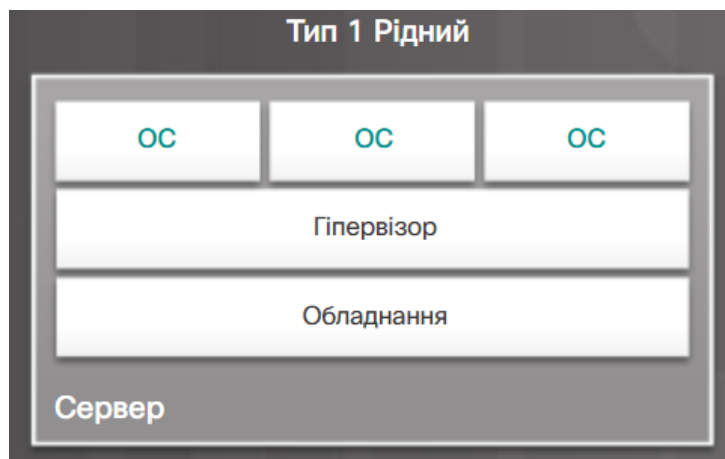 Тип 1 Рідний
ОС ОС ОС
Гіпервізор
Обладнання
Сервер